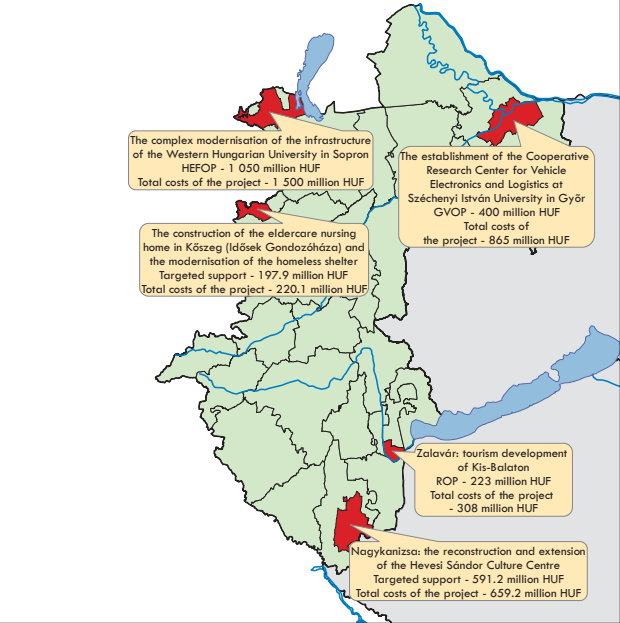 The complex modernisation of the infrastructure
of the Western Hungarian University in Sopron
HEFOP - 1 050 million HUF
Total costs of the project - 1 500 million HUF
The establishment of the Cooperative
Research Center for Vehicle
Electronics and Logistics at
Széchenyi István University in Győr
GVOP - 400 million HUF
Total costs of
the project - 865 million HUF
The construction of the eldercare nursing
home in Kőszeg (Idősek Gondozóháza) and
the modernisation of the homeless shelter
Targeted support - 197.9 million HUF
Total costs of the project - 220.1 million HUF
Zalavár: tourism development
of Kis-Balaton
ROP - 223 million HUF
Total costs of the project
- 308 million HUF
Nagykanizsa: the reconstruction and extension
of the Hevesi Sándor Culture Centre
Targeted support - 591.2 million HUF
Total costs of the project - 659.2 million HUF